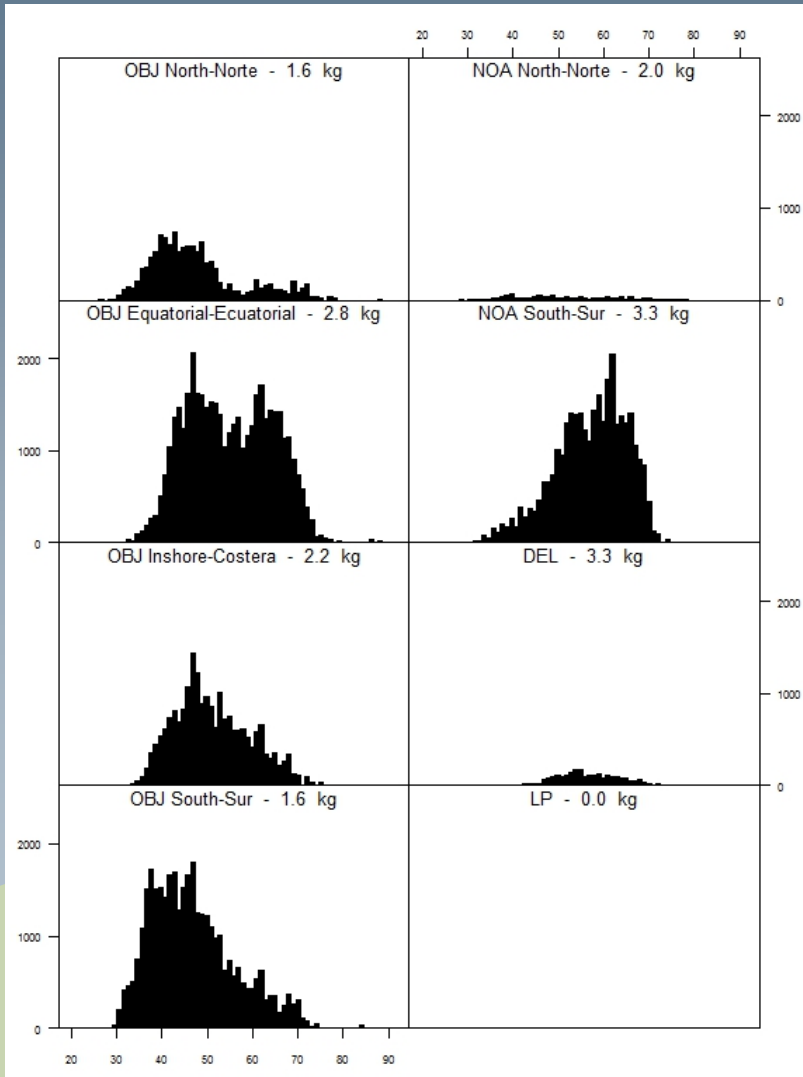 20 30 40 50 60 70 80 90
OBJ North-Norte - 1.6 kg
NOA North-Norte - 2.0 kg
2000
1000
0
OBJ Equatorial-Ecuatorial - 2.8 kg
NOA South-Sur - 3.3 kg
2000
1000
0
OBJ Inshore-Costera - 2.2 kg
DEL - 3.3 kg
2000
1000
0
OBJ South-Sur - 1.6 kg
LP - 0.0 kg
2000
1000
0
20 30 40 50 60 70 80 90